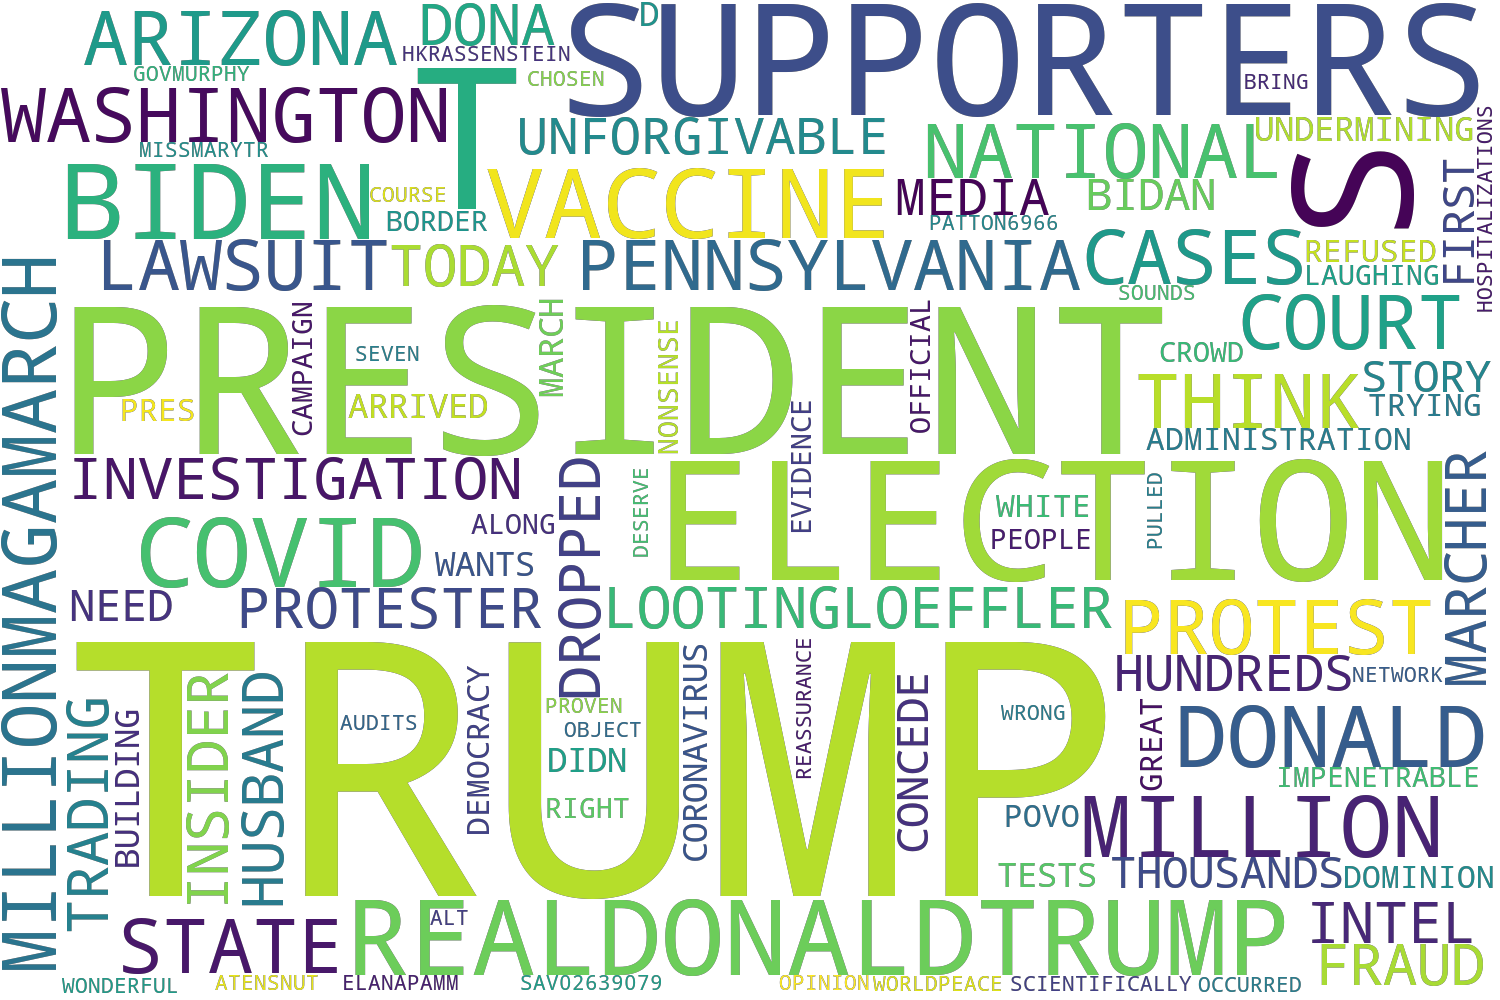 ARIZONA
DONA
D
SUPPORTERS
HKRASSENSTEIN
GOVMURPHY
CHOSEN
T
BRING
WASHINGTON
UNFORGIVABLE
NATIONAL
UNDERMINING
MISSMARYTR
BIDEN
COURSE
VACCINE
MEDIA
BIDAN
S
FIRST
HOSPITALIZATIONS
BORDER
PATTON6966
LAWSUIT
TODAY
PENNSYLVANIA
CASES
REFUSED
LAUGHING
SOUNDS
MILLIONMAGAMARCH
PRESIDENT
CAMPAIGN
SEVEN
MARCH
NONSENSE
OFFICIAL
COURT
CROWD
PRES
ARRIVED
THINK
STORY
TRYING
EVIDENCE
ADMINISTRATION
INVESTIGATION
DROPPED
DESERVE
ELECTION
PULLED
MARCHER
WHITE
PEOPLE
COVID
ALONG
WANTS
NEED
PROTESTER
LOOTINGLOEFFLER
PROTEST
TRUMP
HUNDREDS
NETWORK
TRADING
BUILDING
INSIDER
HUSBAND
AUDITS
DEMOCRACY
PROVEN
OBJECT
DIDN
RIGHT
CORONAVIRUS
REASSURANCE
CONCEDE
WRONG
GREAT
DONALD
IMPENETRABLE
POVO
MILLION
TESTS
THOUSANDS
DOMINION
STATE
ALT
REALDONALDTRUMP
INTEL
FRAUD
WONDERFUL
ATENSNUT
ELANAPAMM
SAV02639079
OPINION
WORLDPEACE
SCIENTIFICALLY
OCCURRED